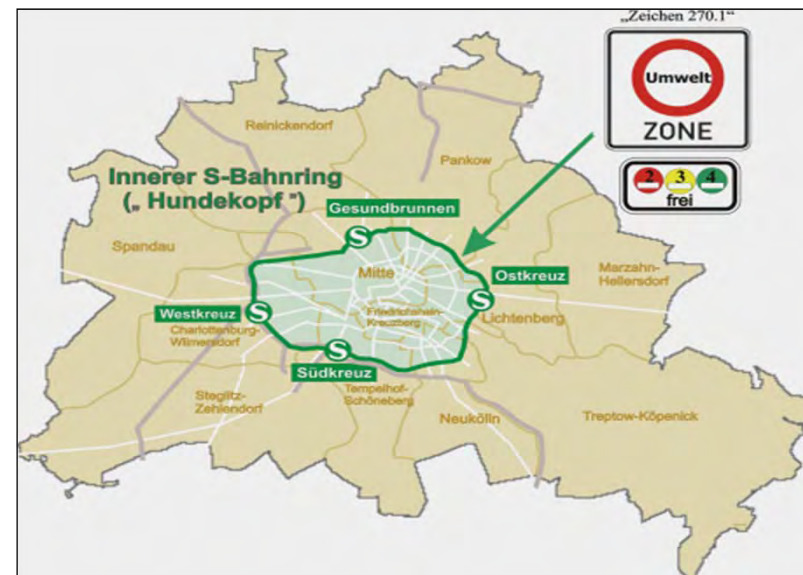 „Zeichen 270.1“
Umwelt
ZONE
2 3 4
frei
Reinickendorf
Pankow
Innerer S-Bahnring
(„ Hundekopf ”)
Gesundbrunnen
S
Spandau
Mitte
Ostkreuz
Marzahn-
Hellersdorf
S
Westkreuz
S
Friedrichshain-
Kreuzberg
Lichtenberg
Charlottenburg-
Wilmersdorf
S
Südkreuz
Steglitz-
Zehlendorf
Tempelhof-
Schöneberg
Neukölln
Treptow-Köpenick